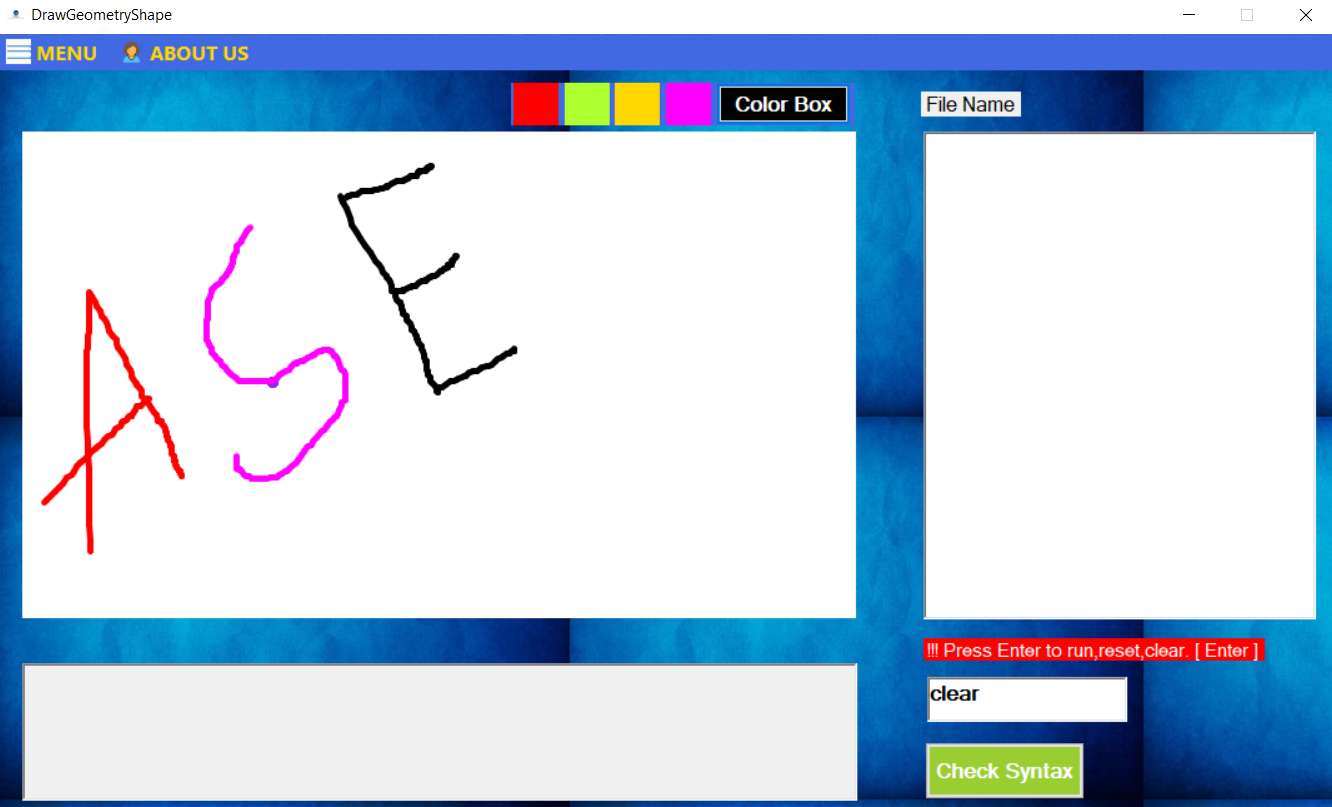 DrawGeometryShape
MENU ABOUT US
Color Box
File Name
ASE
!!! Press Enter to run,reset,clear. [ Enter ]
clear
Check Syntax